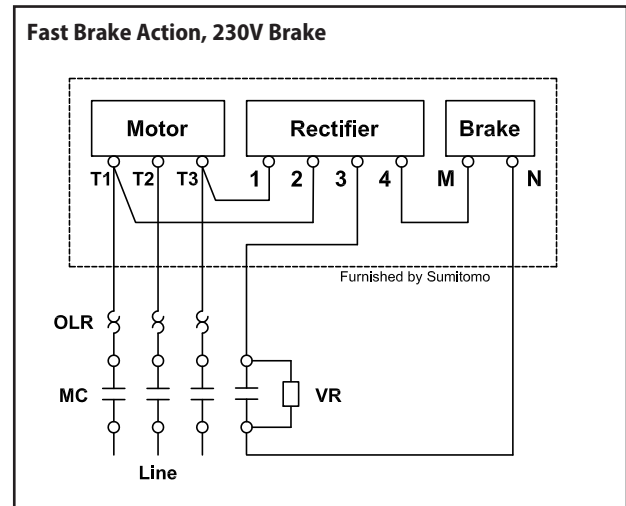 Fast Brake Action, 230V Brake
Motor Rectifier Brake
T1 T2 T3 1 2 3 4 M N
Furnished by Sumitomo
OLR
MC VR
Line